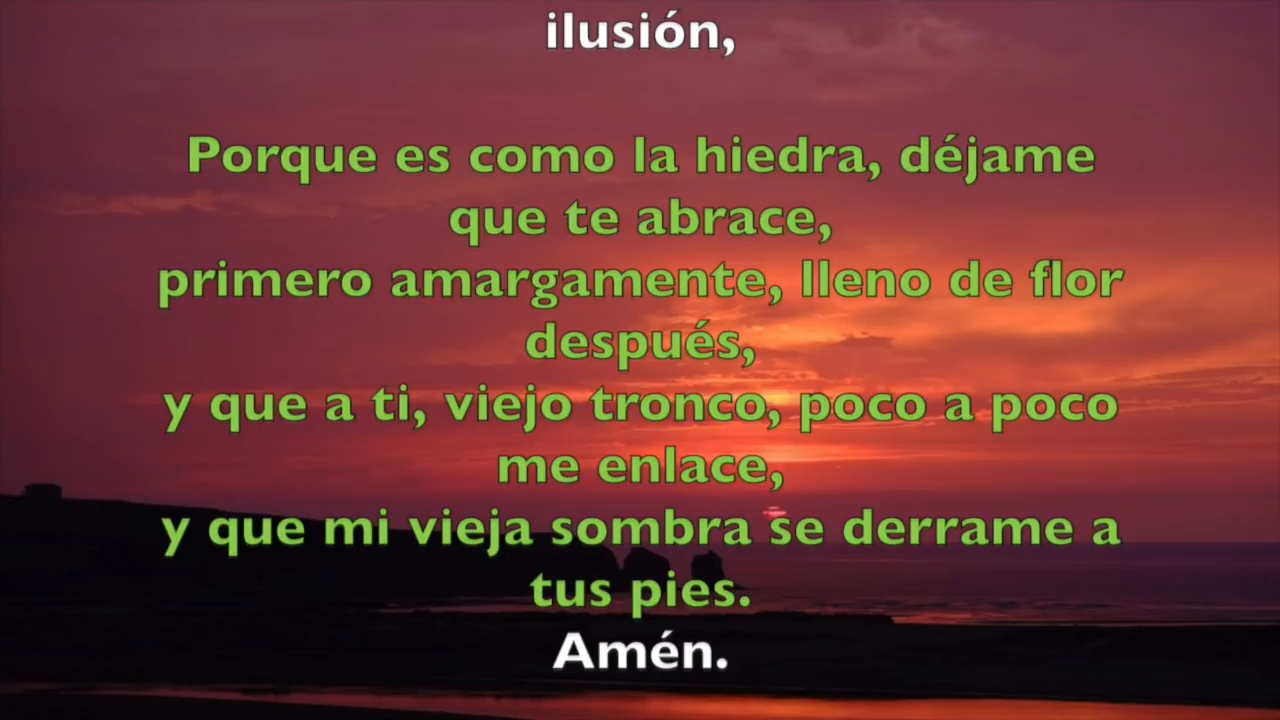 ilusión,
Porque es como la hiedra, déjame
que te abrace,
primero amargamente, lleno de flor
después,
y que a ti, viejo tronco, poco a poco
me enlace,
y que mi vieja sombra se derrame a
tus pies.
Amén.